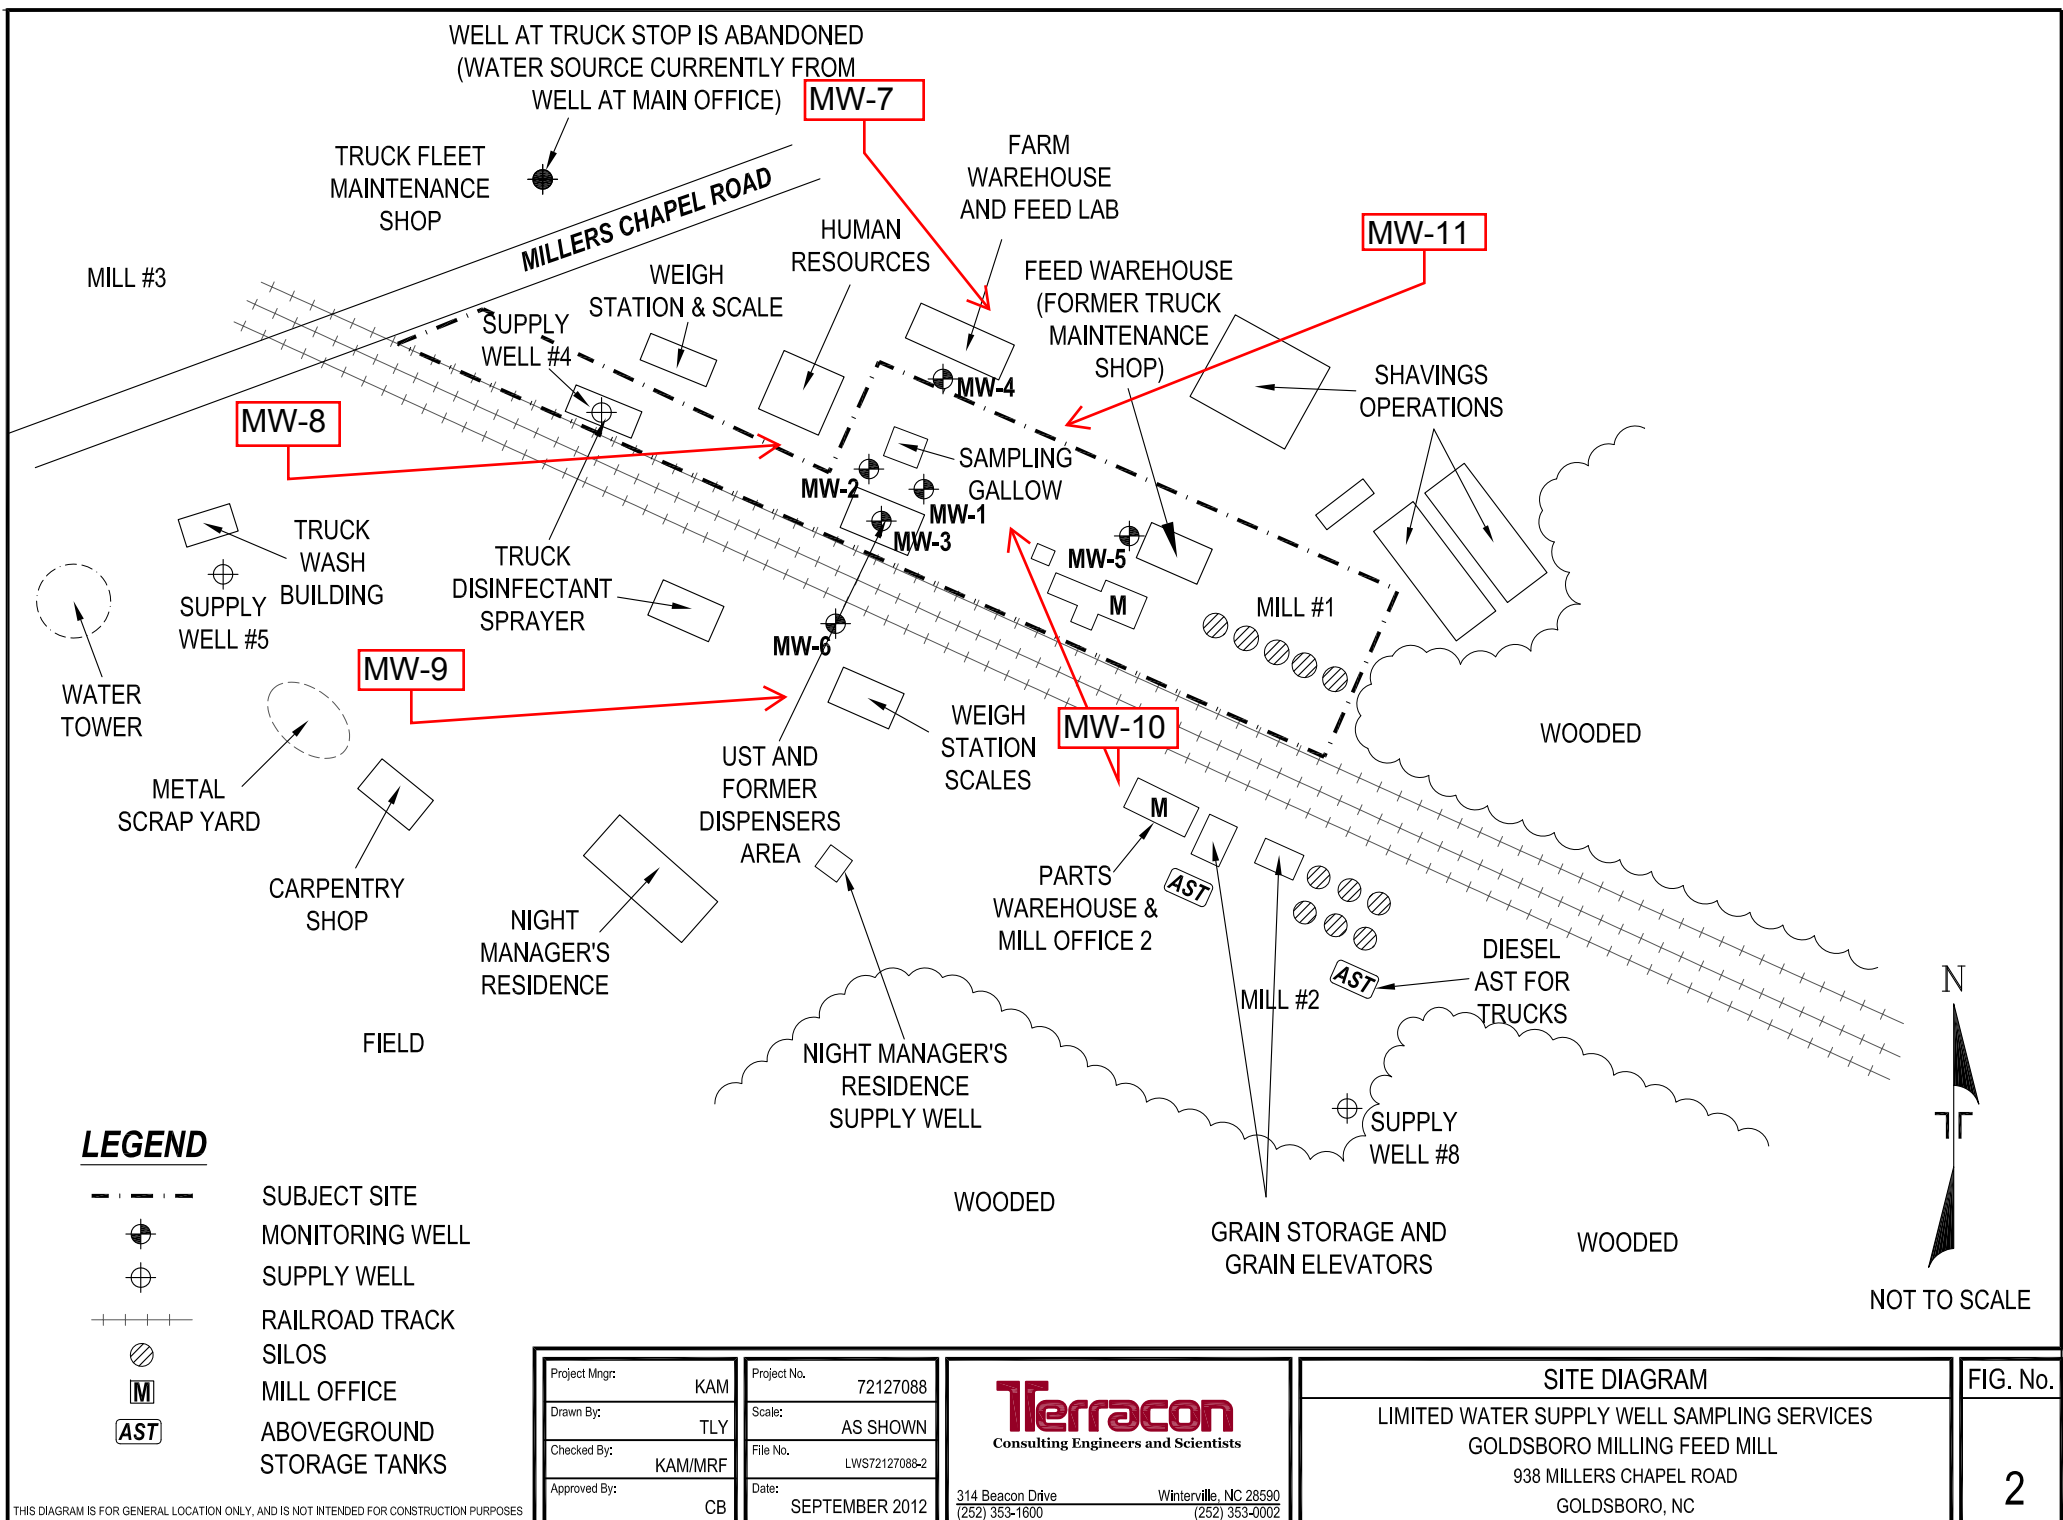 WELL AT TRUCK STOP IS ABANDONED
(WATER SOURCE CURRENTLY FROM
WELL AT MAIN OFFICE)
MW-7
TRUCK FLEET
MAINTENANCE
SHOP
MILLERS CHAPEL ROAD
FARM
WAREHOUSE
AND FEED LAB
MW-11
HUMAN
RESOURCES
MILL #3
WEIGH
STATION & SCALE
FEED WAREHOUSE
(FORMER TRUCK
MAINTENANCE
SHOP)
SUPPLY
WELL #4
MW-4
SHAVINGS
OPERATIONS
MW-8
SAMPLING
GALLOW
MW-2
MW-1
MW-3
MW-5
TRUCK
WASH
BUILDING
TRUCK
DISINFECTANT
SPRAYER
SUPPLY
WELL #5
M
MILL #1
MW-6
MW-9
WATER
TOWER
WEIGH
STATION
SCALES
MW-10
WOODED
UST AND
FORMER
DISPENSERS
AREA
METAL
SCRAP YARD
M
CARPENTRY
SHOP
PARTS
WAREHOUSE &
MILL OFFICE 2
AST
NIGHT
MANAGER'S
RESIDENCE
DIESEL
AST FOR
TRUCKS
AST
MILL #2
N
FIELD
NIGHT MANAGER'S
RESIDENCE
SUPPLY WELL
SUPPLY
WELL #8
WOODED
GRAIN STORAGE AND
GRAIN ELEVATORS
WOODED
NOT TO SCALE
LEGEND
SUBJECT SITE
MONITORING WELL
SUPPLY WELL
RAILROAD TRACK
SILOS
M MILL OFFICE
AST ABOVEGROUND
STORAGE TANKS
THIS DIAGRAM IS FOR GENERAL LOCATION ONLY, AND IS NOT INTENDED FOR CONSTRUCTION PURPOSES
Project Mngr: KAM
Drawn By: TLY
Checked By: KAM/MRF
Approved By: CB
Project No. 72127088
Scale: AS SHOWN
File No. LWS72127088-2
Date: SEPTEMBER 2012
Terracon
Consulting Engineers and Scientists
314 Beacon Drive Winterville, NC 28590
(252) 353-1600 (252) 353-0002
SITE DIAGRAM
LIMITED WATER SUPPLY WELL SAMPLING SERVICES
GOLDSBORO MILLING FEED MILL
938 MILLERS CHAPEL ROAD
GOLDSBORO, NC
FIG. No.
2